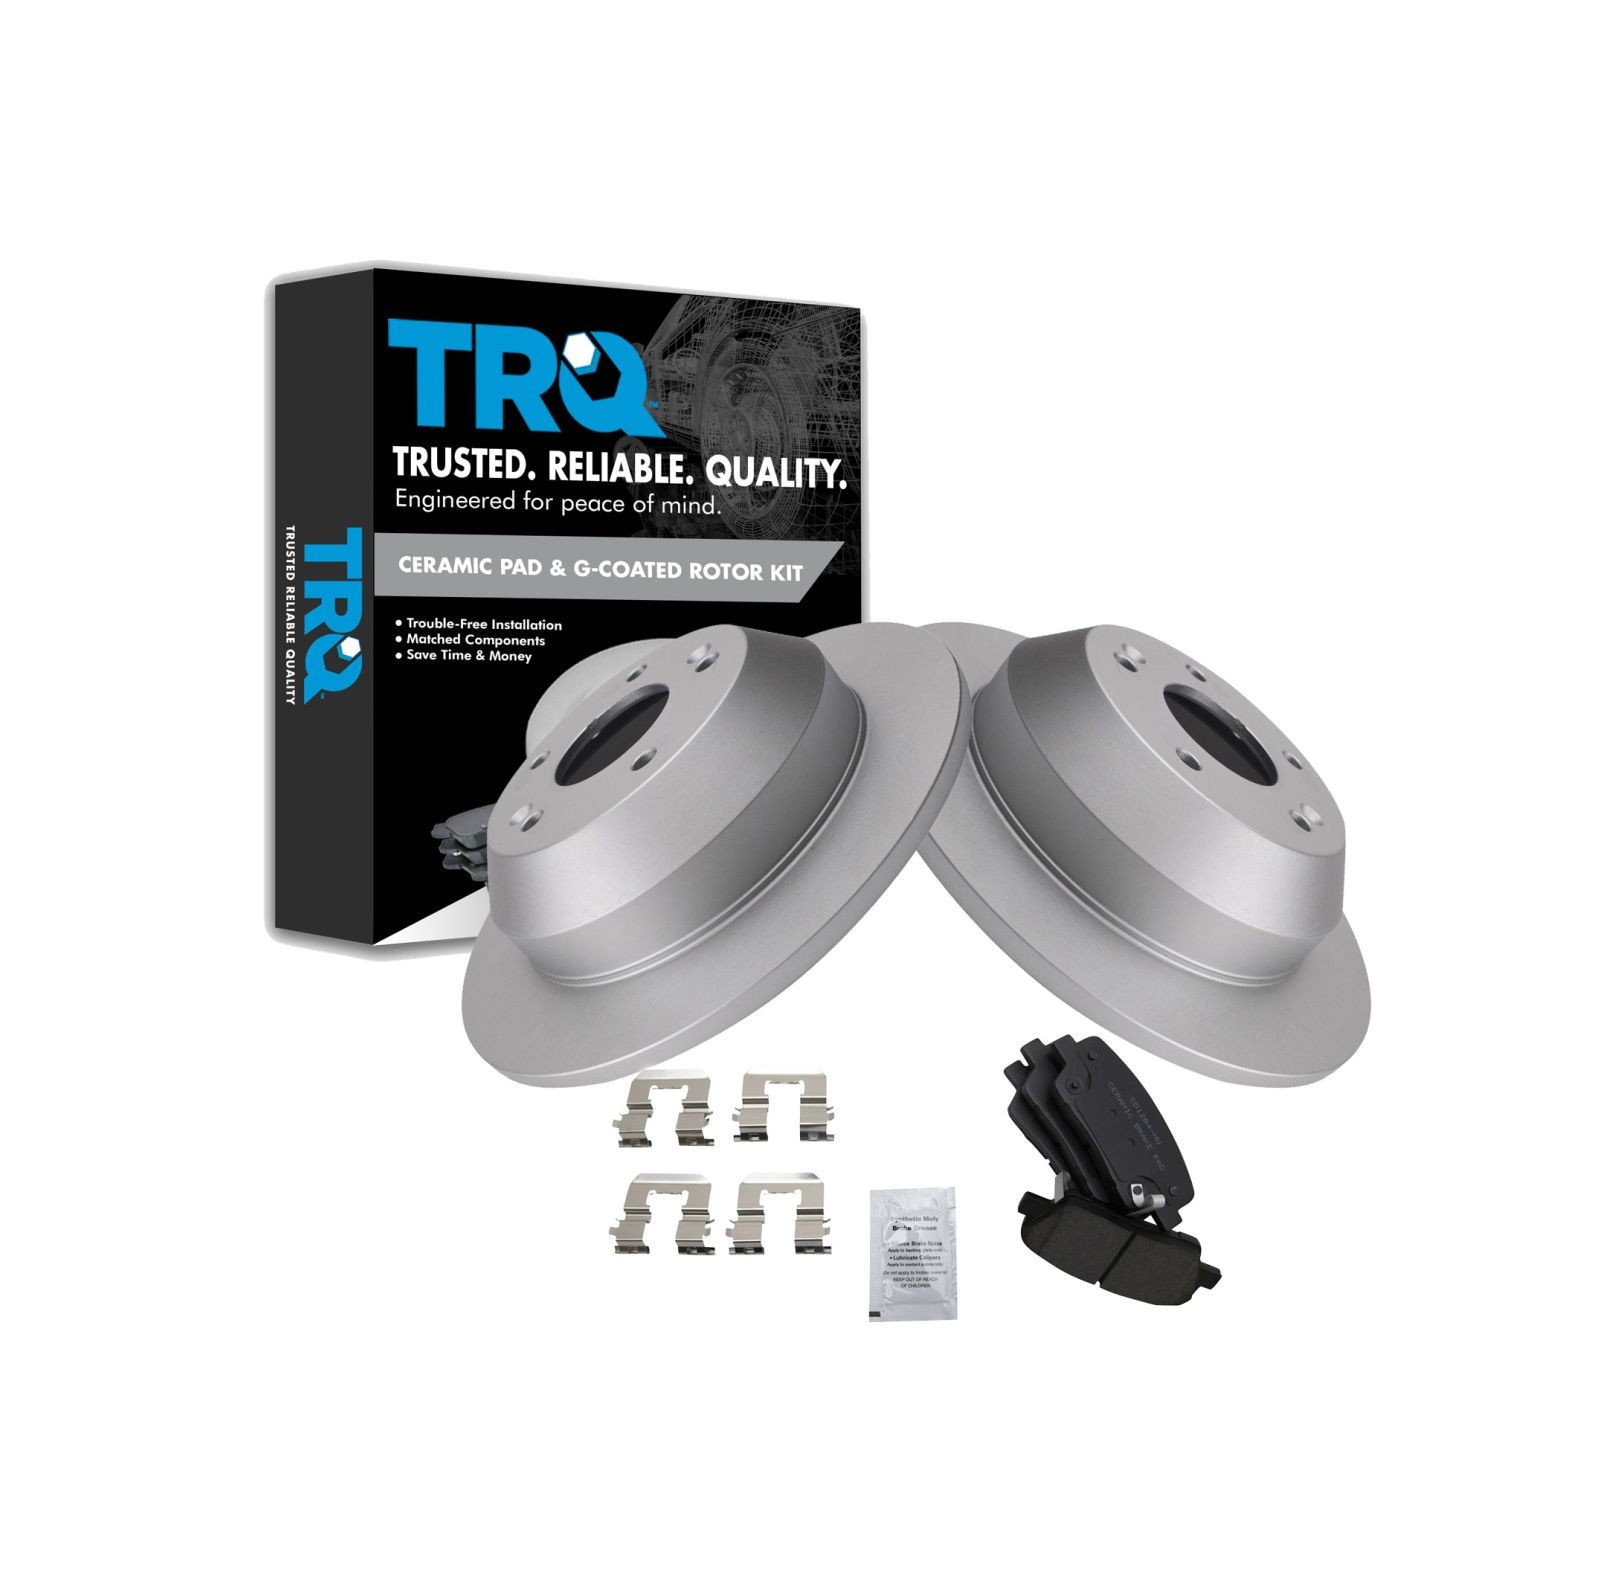 TRQ™
TRUSTED. RELIABLE. QUALITY.
Engineered for peace of mind.
CERAMIC PAD & G-COATED ROTOR KIT
• Trouble-Free Installation
• Matched Components
• Save Time & Money
TRQ™
TRUSTED RELIABLE QUALITY
CERAMIC BRAKE PAD
Synthetic Moly
Brake Grease
• Silence Brake Noise
Apply to backing plate only
• Lubricate Calipers
Apply to contact points only
Do not apply to friction material
KEEP OUT OF REACH
OF CHILDREN